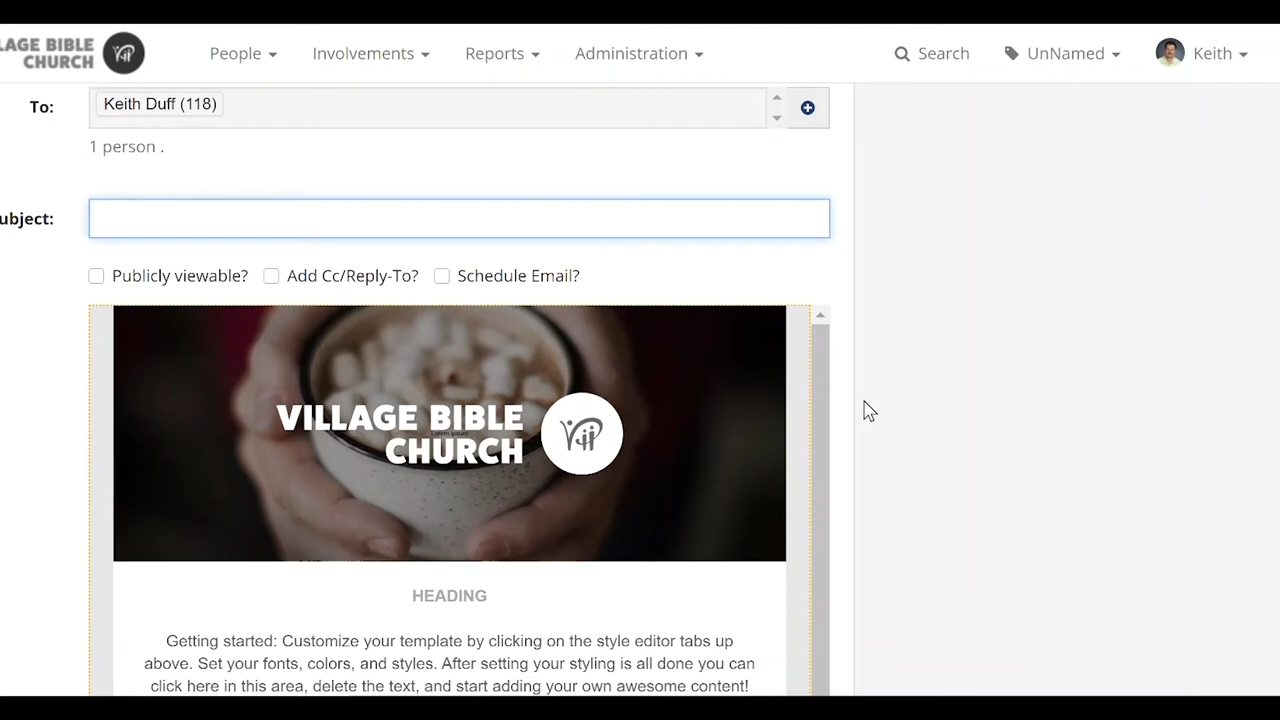 LAGE BIBLE
CHURCH
People Involvements Reports Administration Search UnNamed Keith
To: Keith Duff (118)
1 person .
ubject:
Publicly viewable? Add Cc/Reply-To? Schedule Email?
VILLAGE BIBLE
CHURCH
HEADING
Getting started: Customize your template by clicking on the style editor tabs up
above. Set your fonts, colors, and styles. After setting your styling is all done you can
click here in this area, delete the text, and start adding your own awesome content!